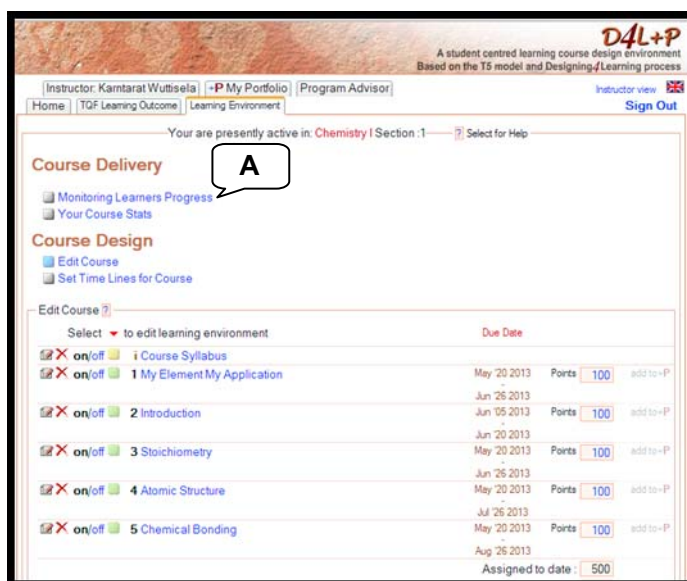 D4L+P
A student centred learning course design environment
Based on the T5 model and Designing4Learning process
Instructor: Karntarat Wuttisela +P My Portfolio Program Advisor
Instructor view
Home TQF Learning Outcome Learning Environment
Sign Out
Your are presently active in: Chemistry I Section :1 ? Select for Help
Course Delivery
A
Monitoring Learners Progress
Your Course Stats
Course Design
Edit Course
Set Time Lines for Course
Edit Course ?
Select to edit learning environment Due Date
on/off i Course Syllabus
on/off 1 My Element My Application May '20 2013 Points 100 add to +P
-
Jun '26 2013
on/off 2 Introduction Jun '05 2013 Points 100 add to +P
-
Jun '20 2013
on/off 3 Stoichiometry May '20 2013 Points 100 add to +P
-
Jun '26 2013
on/off 4 Atomic Structure May '20 2013 Points 100 add to +P
-
Jul '26 2013
on/off 5 Chemical Bonding May '20 2013 Points 100 add to +P
-
Aug '26 2013
Assigned to date : 500